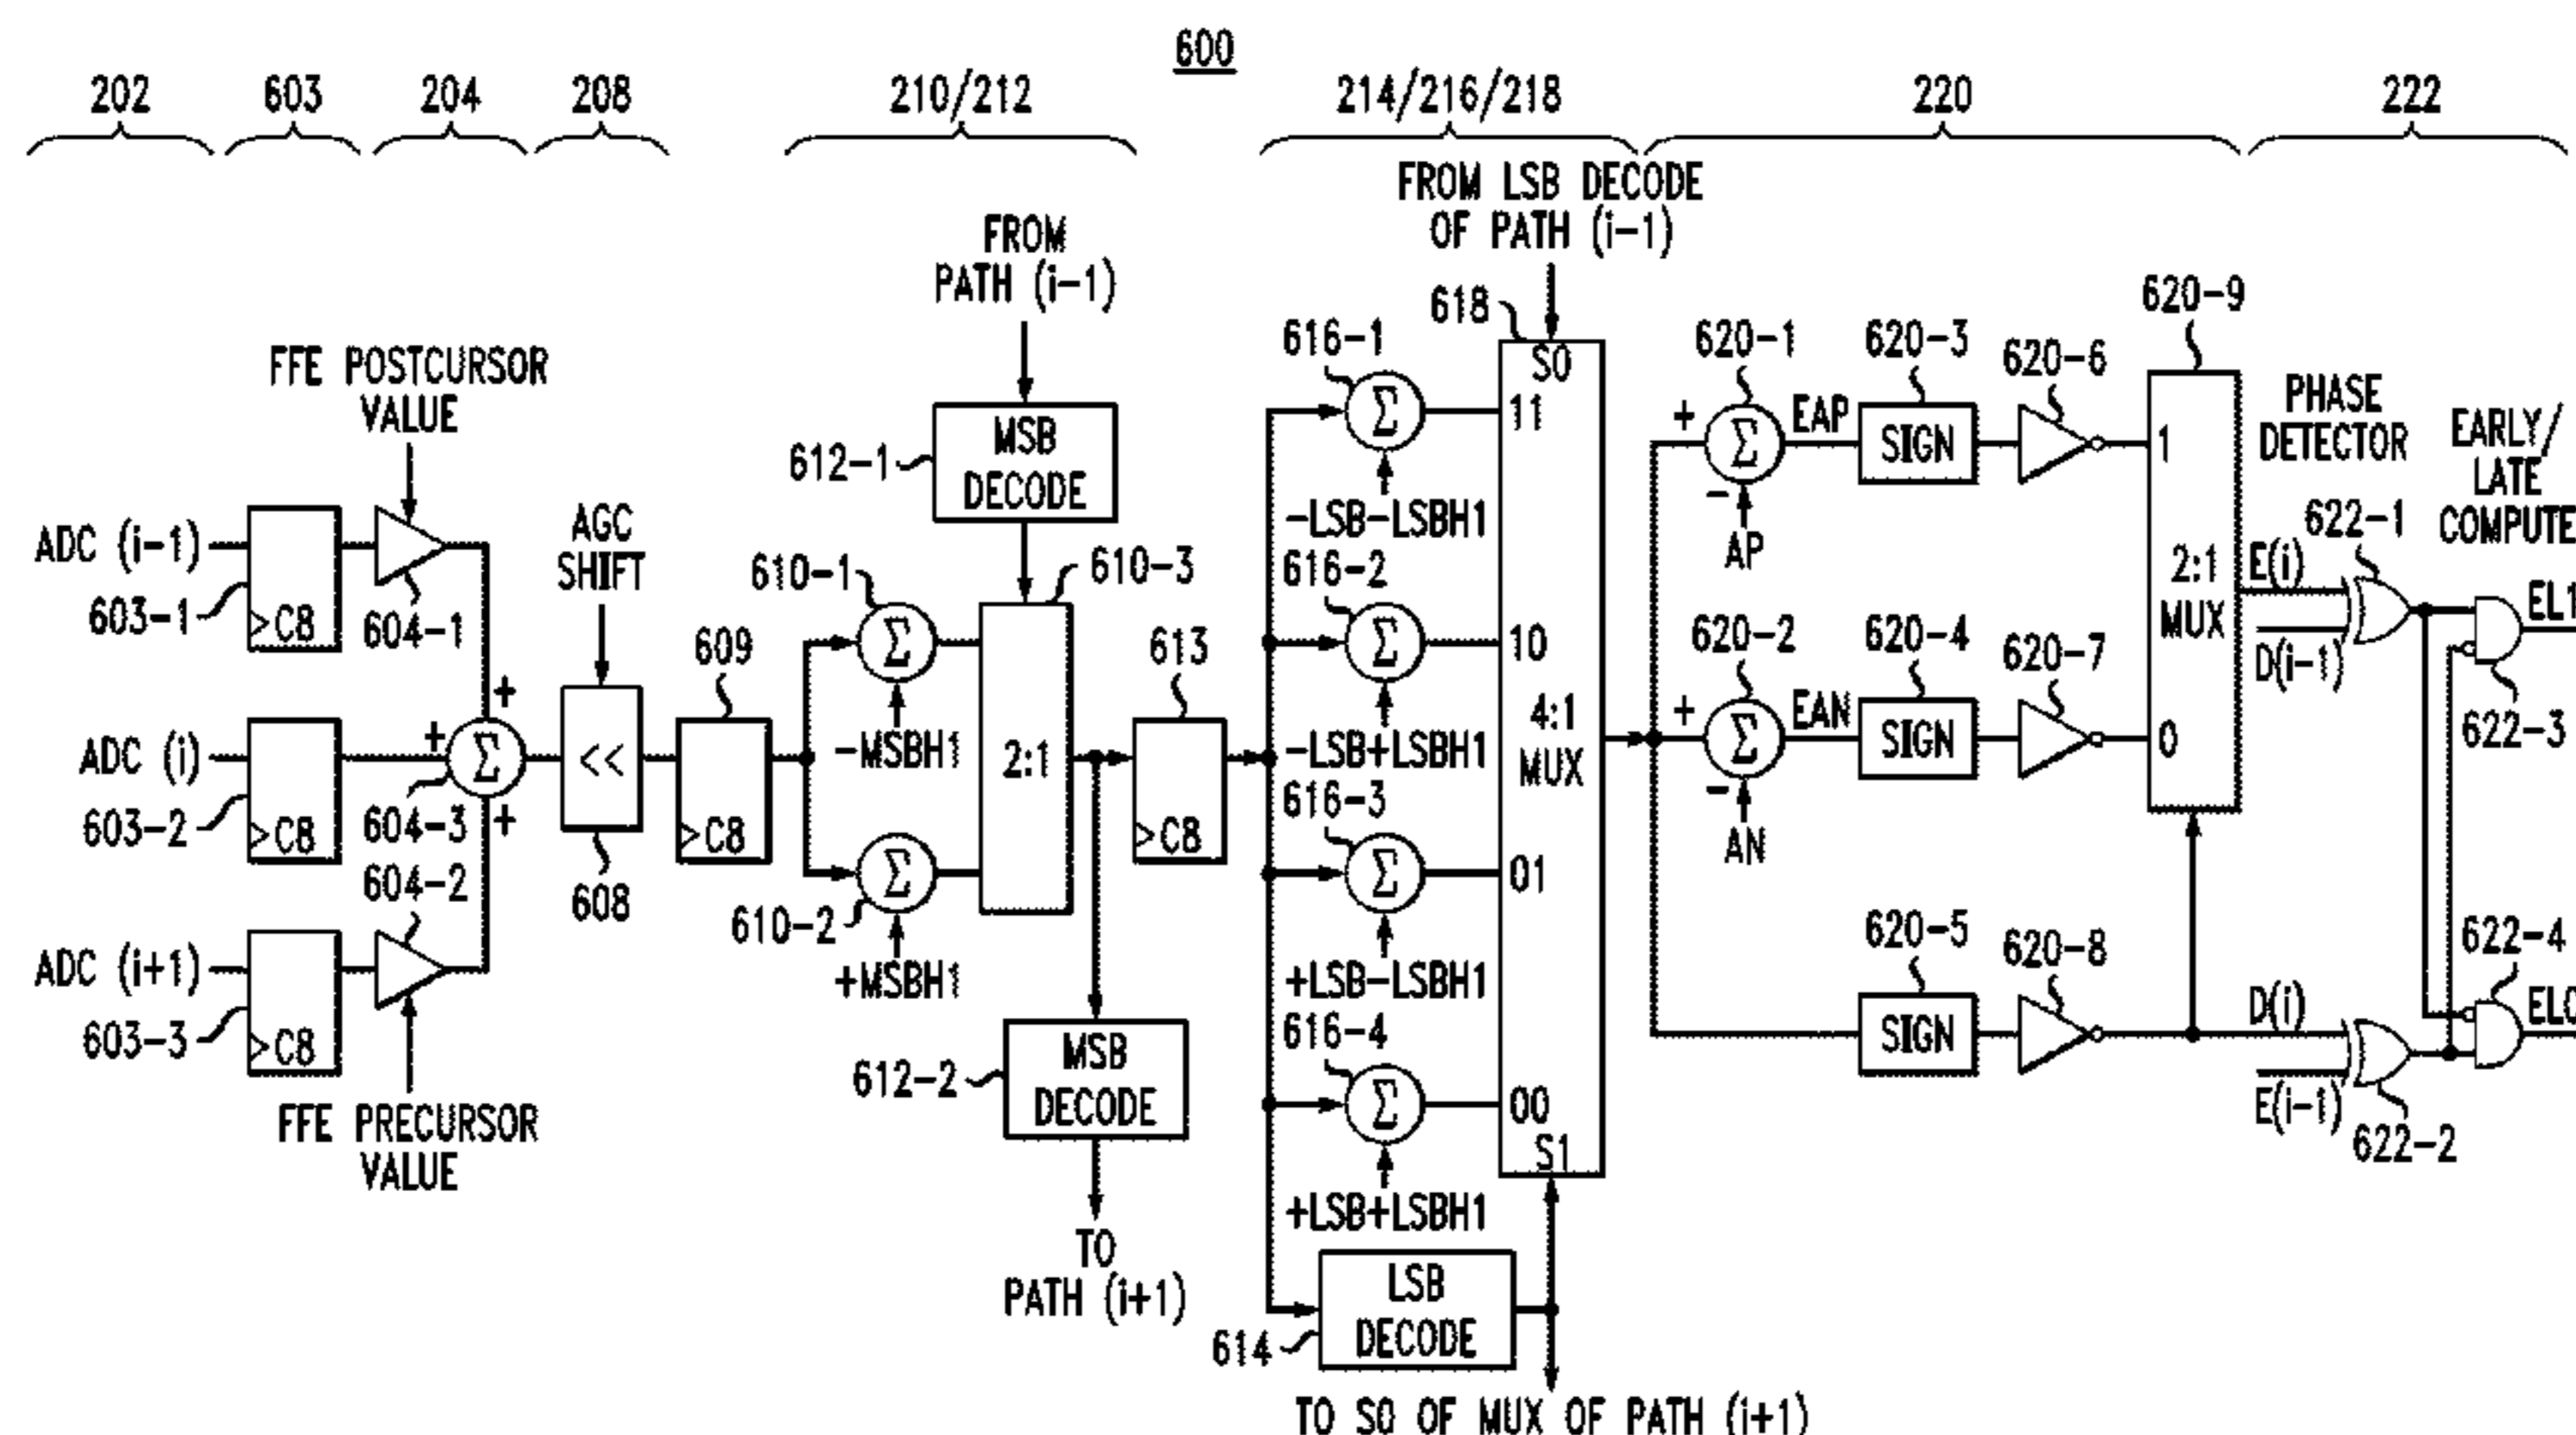 600
202
603
204
208
210/212
214/216/218
220
222
FROM LSB DECODE
OF PATH (i-1)
FROM
PATH (i-1)
618
620-9
616-1
620-1
620-3
620-6
S0
FFE POSTCURSOR
VALUE
MSB
DECODE
612-1
11
+
EAP
SIGN
1
PHASE
DETECTOR
EARLY/
LATE
COMPUTE
-
AP
-LSB-LSBH1
AGC
SHIFT
ADC (i-1)
603-1
C8
604-1
610-1
610-3
616-2
622-1
2:1
MUX
E(i)
D(i-1)
EL1
622-3
609
613
10
620-2
620-4
620-7
+
+
+
604-3
ADC (i)
603-2
C8
<<
608
C8
-MSBH1
2:1
C8
-LSB+LSBH1
4:1
MUX
+
EAN
SIGN
0
-
AN
616-3
604-2
610-2
+MSBH1
01
+LSB-LSBH1
620-5
620-8
622-4
ADC (i+1)
603-3
C8
612-2
MSB
DECODE
616-4
SIGN
D(i)
E(i-1)
EL0
622-2
FFE PRECURSOR
VALUE
00
S1
+LSB+LSBH1
TO
PATH (i+1)
LSB
DECODE
614
TO S0 OF MUX OF PATH (i+1)